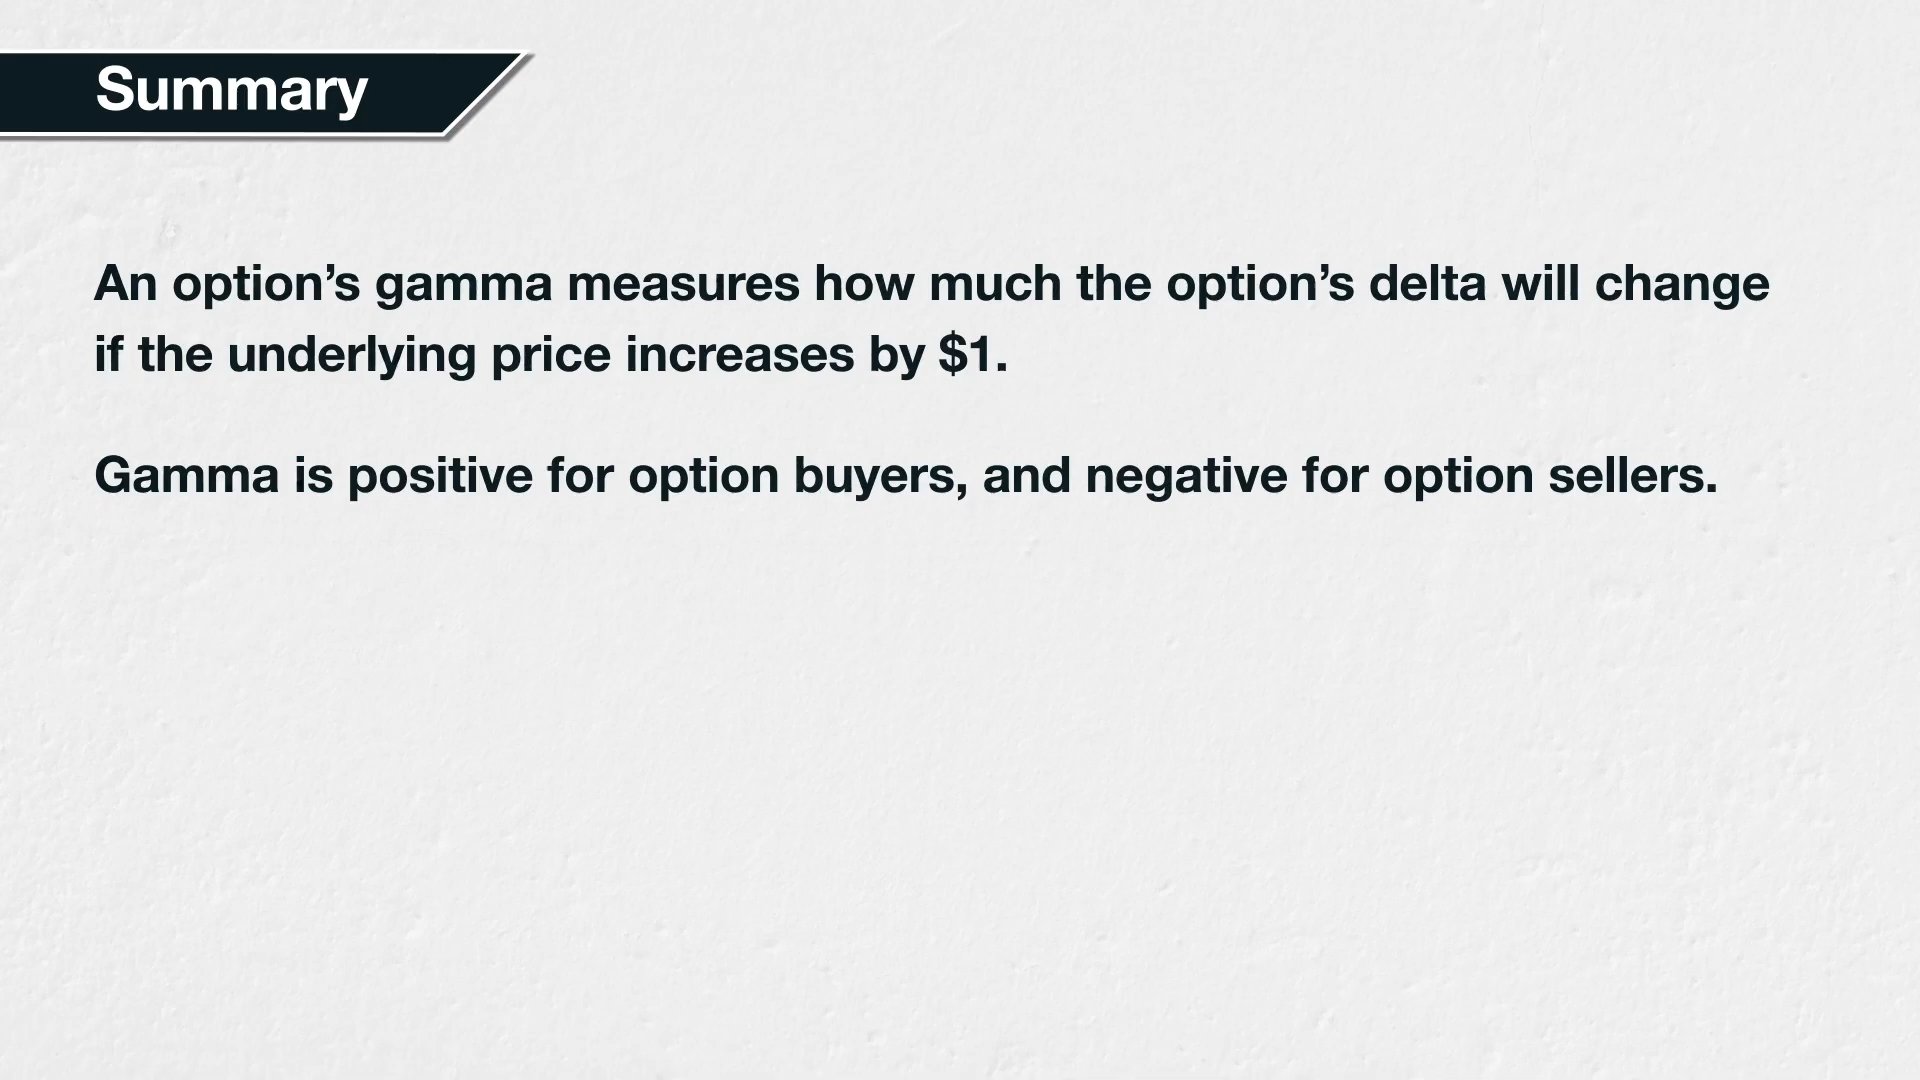 Summary
An option’s gamma measures how much the option’s delta will change
if the underlying price increases by $1.
Gamma is positive for option buyers, and negative for option sellers.